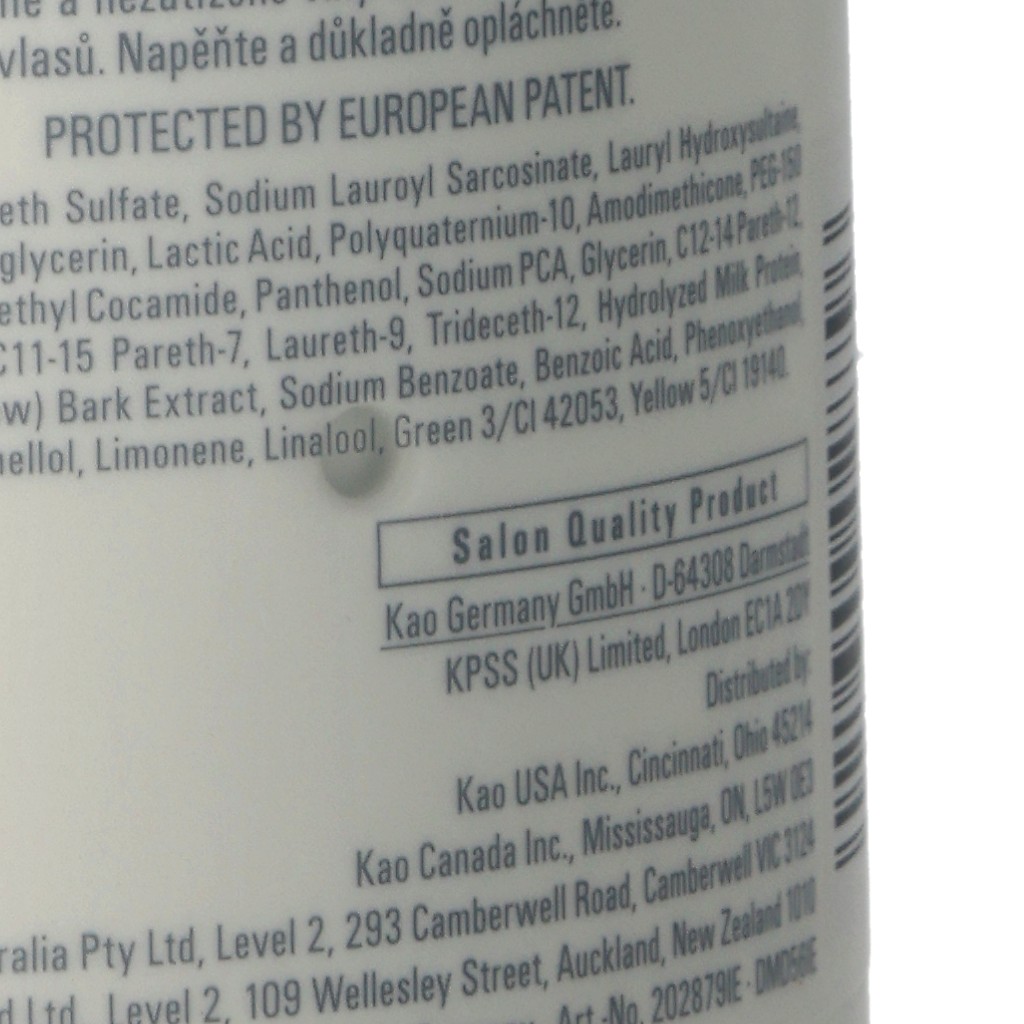 vlasů. Napěňte a důkladně opláchněte.
PROTECTED BY EUROPEAN PATENT.
eth Sulfate, Sodium Lauroyl Sarcosinate, Lauryl Hydroxysultaine,
glycerin, Lactic Acid, Polyquaternium-10, Amodimethicone, PEG-150
ethyl Cocamide, Panthenol, Sodium PCA, Glycerin, C12-14 Pareth-12,
C11-15 Pareth-7, Laureth-9, Trideceth-12, Hydrolyzed Milk Protein,
w) Bark Extract, Sodium Benzoate, Benzoic Acid, Phenoxyethanol,
nellol, Limonene, Linalool, Green 3/CI 42053, Yellow 5/CI 19140.
Salon Quality Product
Kao Germany GmbH · D-64308 Darmstadt
KPSS (UK) Limited, London EC1A
Distributed by:
Kao USA Inc., Cincinnati, Ohio 45214
Kao Canada Inc., Mississauga, ON, L5W 0E3
ralia Pty Ltd, Level 2, 293 Camberwell Road, Camberwell VIC 3124
d Ltd, Level 2, 109 Wellesley Street, Auckland, New Zealand 1010
Art.-No. 202879IE